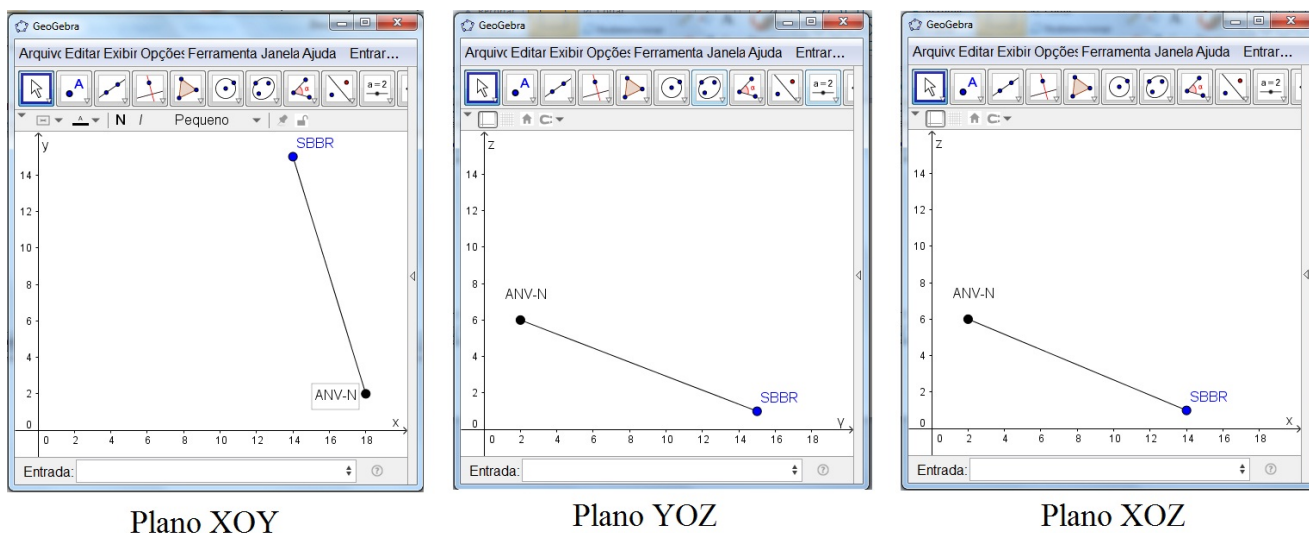 GeoGebra
Arquivc Editar Exibir Opções Ferramenta Janela Ajuda Entrar...
A α a=2
N I Pequeno
y
SBBR
14
12
10
8
6
4
2
0
ANV-N
x
0 2 4 6 8 10 12 14 16 18
Entrada:
Plano XOY
GeoGebra
Arquivc Editar Exibir Opções Ferramenta Janela Ajuda Entrar...
A α a=2
z
14
12
10
8
6
4
2
0
ANV-N
SBBR
y
0 2 4 6 8 10 12 14 16 18
Entrada:
Plano YOZ
GeoGebra
Arquivc Editar Exibir Opções Ferramenta Janela Ajuda Entrar...
A α a=2
z
14
12
10
8
6
4
2
0
ANV-N
SBBR
x
0 2 4 6 8 10 12 14 16 18
Entrada:
Plano XOZ